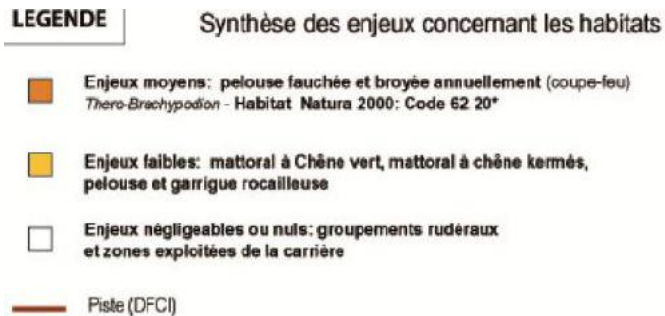 LEGENDE
Synthèse des enjeux concernant les habitats
Enjeux moyens: pelouse fauchée et broyée annuellement (coupe-feu)
Thero-Brachypodion - Habitat Natura 2000: Code 62 20*
Enjeux faibles: mattoral à Chêne vert, mattoral à chêne kermès,
pelouse et garrigue rocailleuse
Enjeux négligeables ou nuls: groupements rudéraux
et zones exploitées de la carrière
Piste (DFCI)